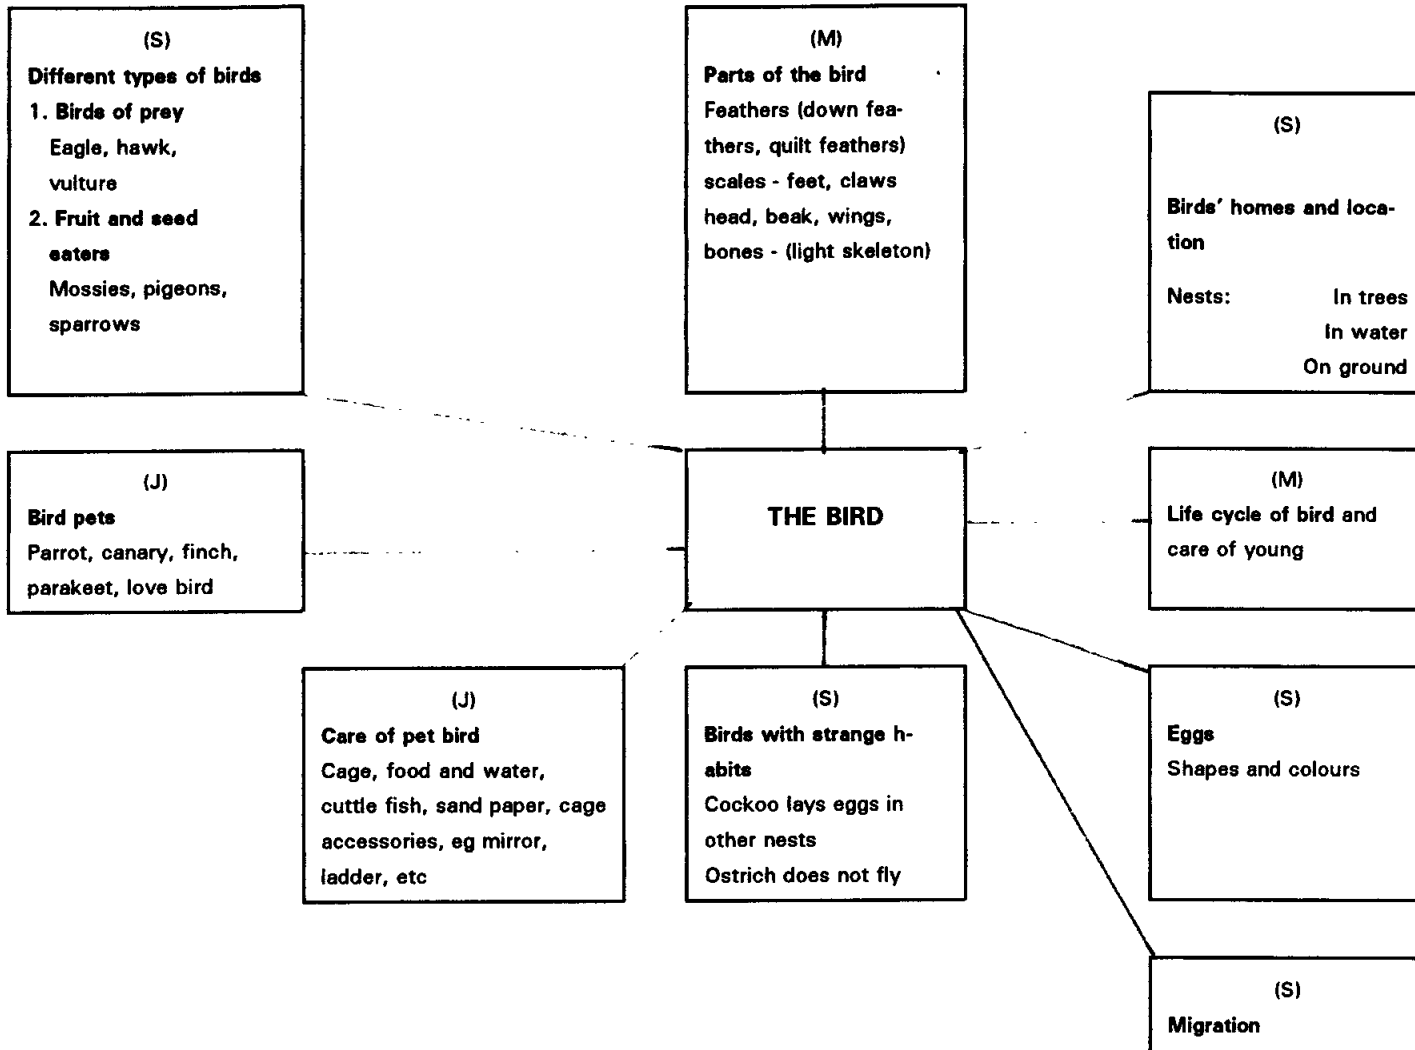 (S)
Different types of birds
1. Birds of prey
Eagle, hawk,
vulture
2. Fruit and seed
eaters
Mossies, pigeons,
sparrows
(M)
Parts of the bird
Feathers (down fea-
thers, quilt feathers)
scales - feet, claws
head, beak, wings,
bones - (light skeleton)
(S)
Birds' homes and loca-
tion
Nests: In trees
In water
On ground
(J)
Bird pets
Parrot, canary, finch,
parakeet, love bird
THE BIRD
(M)
Life cycle of bird and
care of young
(J)
Care of pet bird
Cage, food and water,
cuttle fish, sand paper, cage
accessories, eg mirror,
ladder, etc
(S)
Birds with strange h-
abits
Cockoo lays eggs in
other nests
Ostrich does not fly
(S)
Eggs
Shapes and colours
(S)
Migration